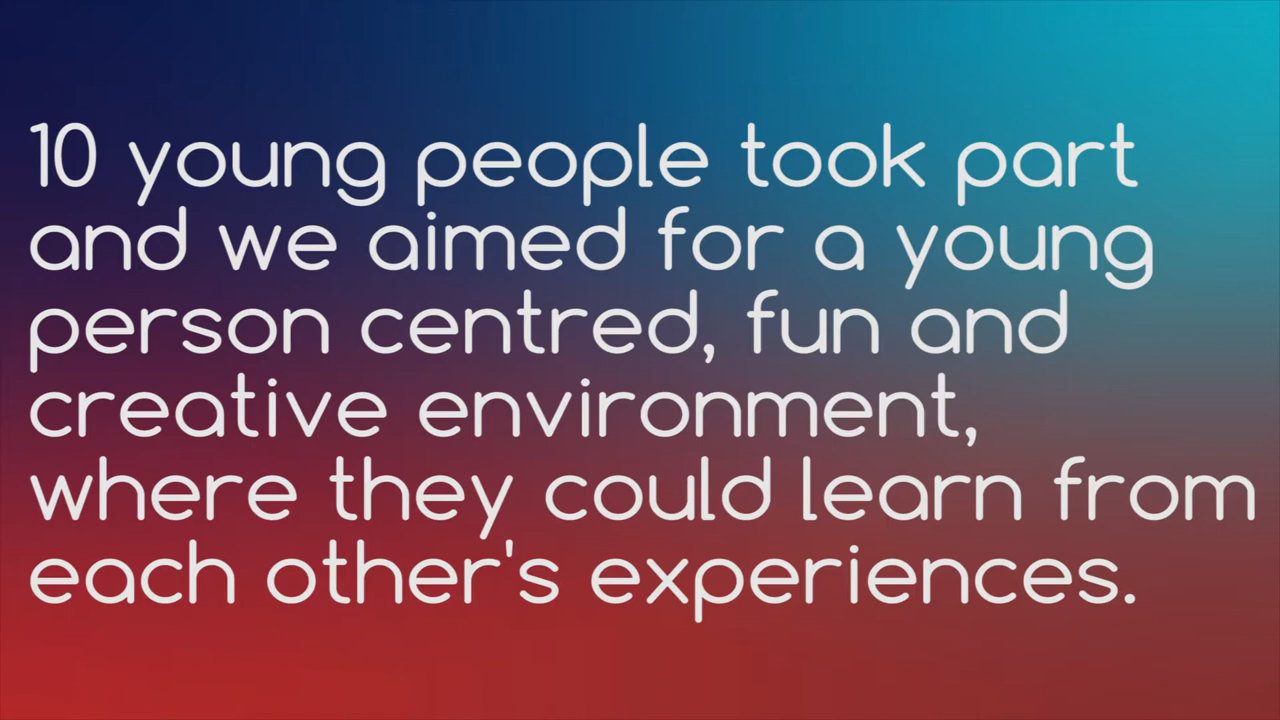 10 young people took part
and we aimed for a young
person centred, fun and
creative environment,
where they could learn from
each other's experiences.